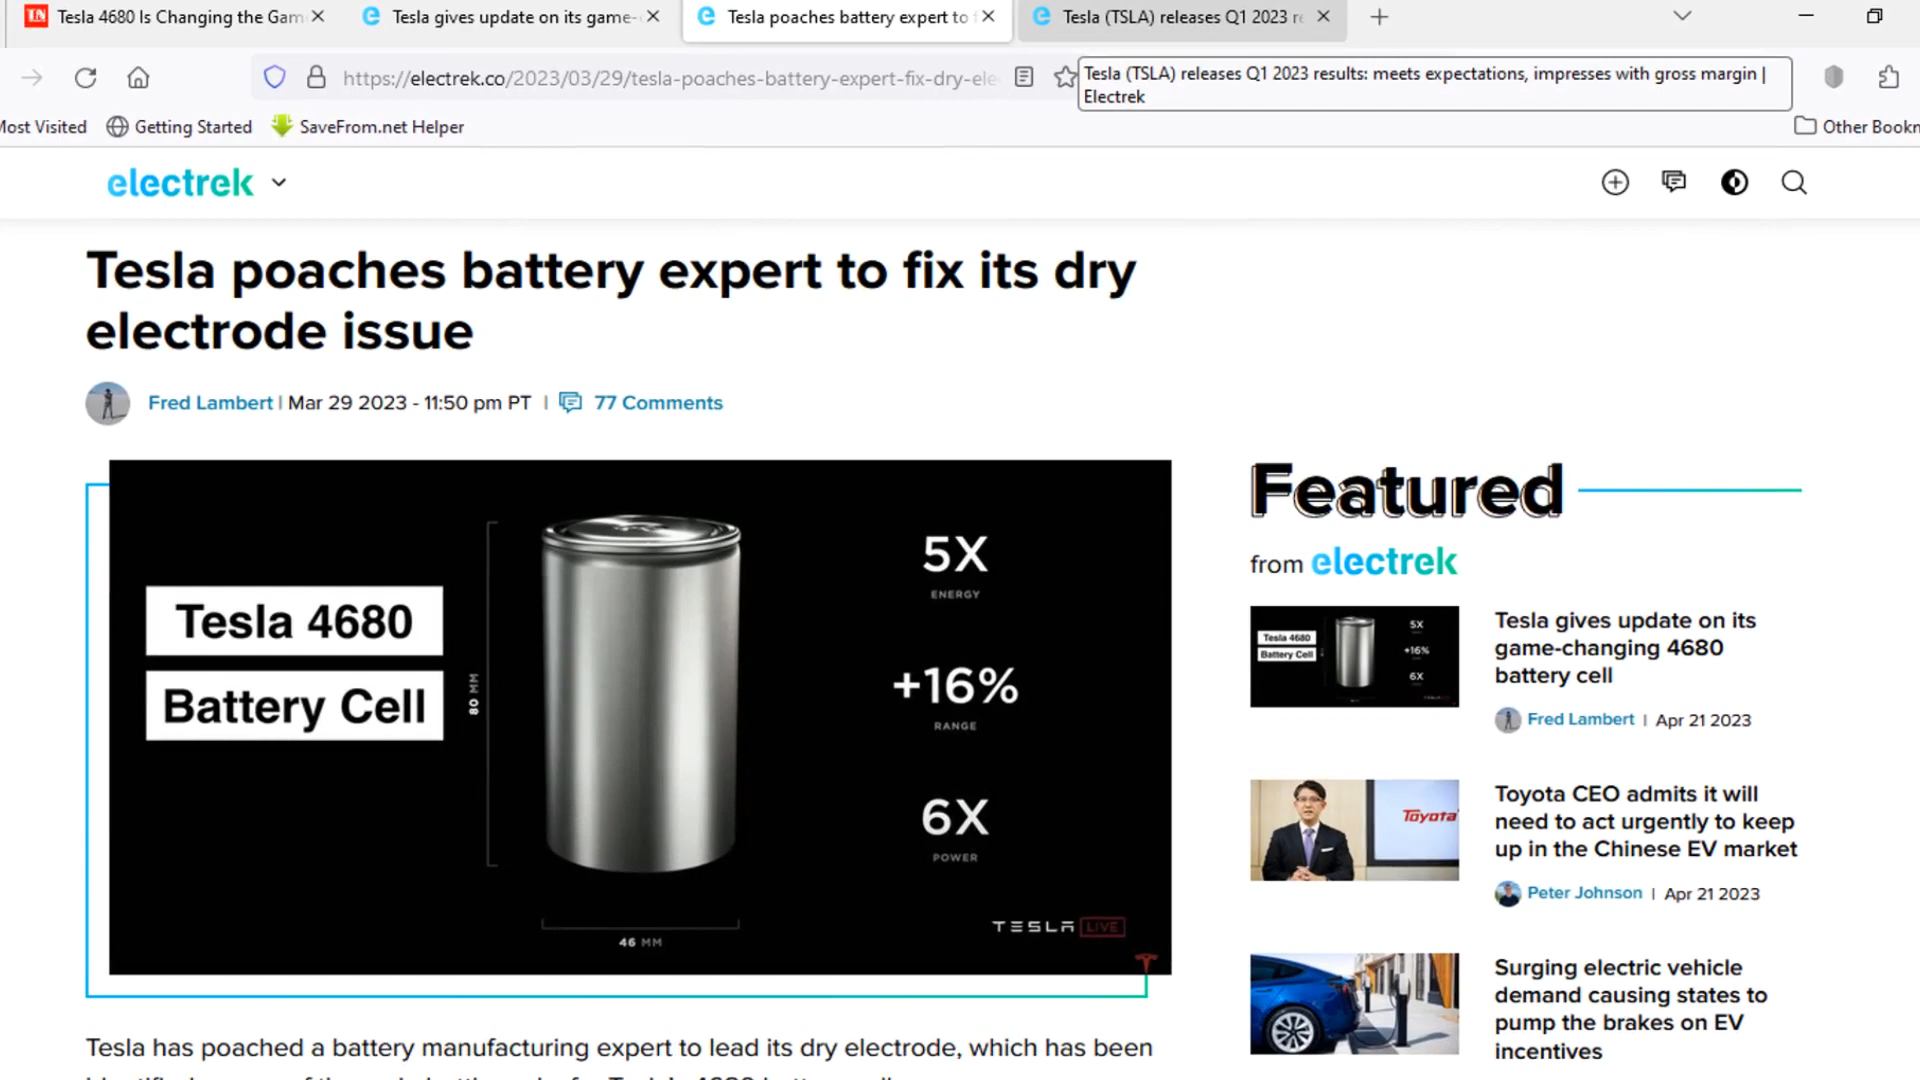 Tesla 4680 Is Changing the Gam
Tesla gives update on its game-
Tesla poaches battery expert to
Tesla (TSLA) releases Q1 2023 re
https://electrek.co/2023/03/29/tesla-poaches-battery-expert-fix-dry-ele
Tesla (TSLA) releases Q1 2023 results: meets expectations, impresses with gross margin |
Electrek
Most Visited
Getting Started
SaveFrom.net Helper
Other Bookm
electrek
Tesla poaches battery expert to fix its dry
electrode issue
Fred Lambert | Mar 29 2023 - 11:50 pm PT | 77 Comments
Tesla 4680
Battery Cell
80 MM
46 MM
5X
ENERGY
+16%
RANGE
6X
POWER
TESLA LIVE
Featured
from electrek
Tesla 4680
Battery Cell
5X
+16%
6X
Tesla gives update on its
game-changing 4680
battery cell
Fred Lambert | Apr 21 2023
TOYOTA
Toyota CEO admits it will
need to act urgently to keep
up in the Chinese EV market
Peter Johnson | Apr 21 2023
Surging electric vehicle
demand causing states to
pump the brakes on EV
incentives
Tesla has poached a battery manufacturing expert to lead its dry electrode, which has been